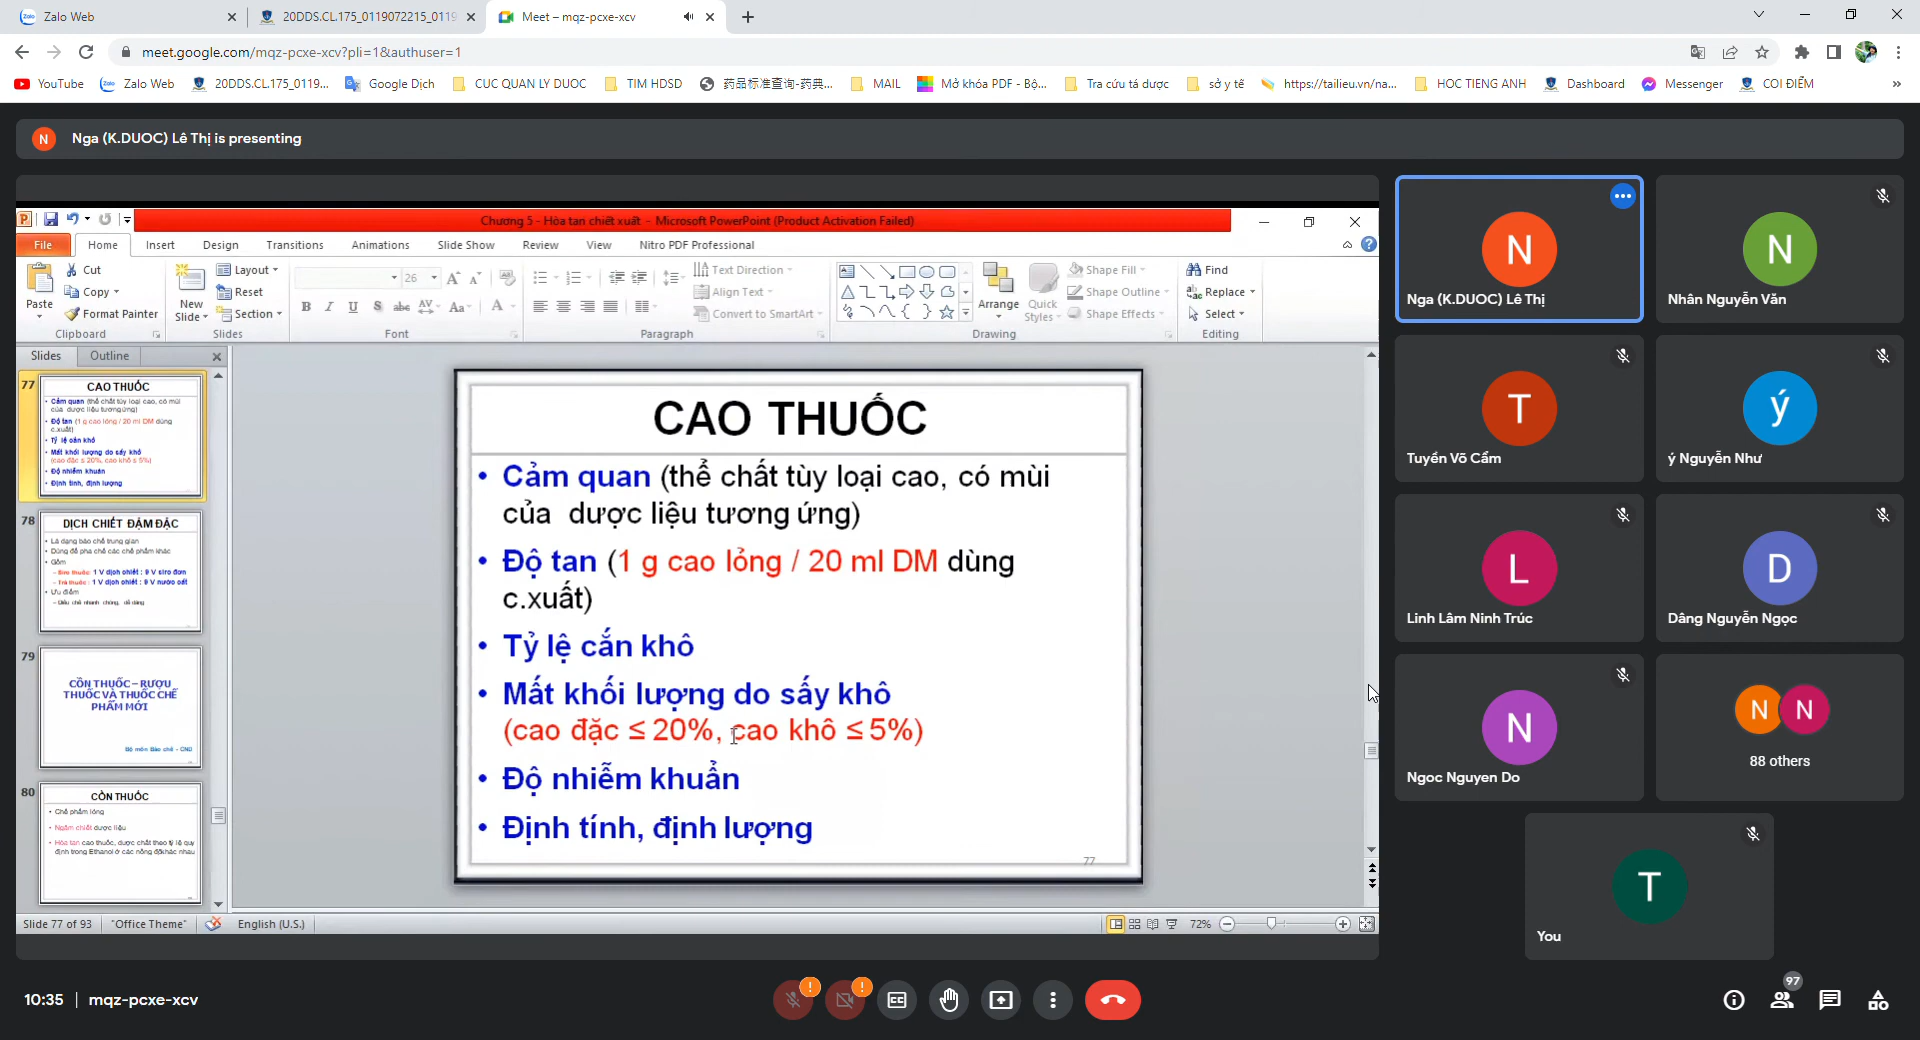 Zalo Web
20DDS.CL.175_0119072215_0119
Meet – mqz-pcxe-xcv
meet.google.com/mqz-pcxe-xcv?pli=1&authuser=1
YouTube
Zalo Web
20DDS.CL.175_0119...
Google Dịch
CUC QUAN LY DUOC
TIM HDSD
药品标准查询-药典...
MAIL
Mở khóa PDF - Bộ...
Tra cứu tá dược
sở y tế
https://tailieu.vn/na...
HOC TIENG ANH
Dashboard
Messenger
COI ĐIỂM
N
Nga (K.DUOC) Lê Thị is presenting
Chương 5 - Hòa tan chiết xuất - Microsoft PowerPoint (Product Activation Failed)
File Home Insert Design Transitions Animations Slide Show Review View Nitro PDF Professional
Paste
Cut
Copy
Format Painter
Clipboard
New
Slide
Layout
Reset
Section
Slides
26
Font
Text Direction
Align Text
Convert to SmartArt
Paragraph
Arrange
Quick
Styles
Shape Fill
Shape Outline
Shape Effects
Drawing
Find
Replace
Select
Editing
Slides Outline
77
CAO THUỐC
• Cảm quan (thể chất tùy loại cao, có mùi
của dược liệu tương ứng)
• Độ tan (1 g cao lỏng / 20 ml DM dùng
c.xuất)
• Tỷ lệ cắn khô
• Mất khối lượng do sấy khô
(cao đặc ≤ 20%, cao khô ≤ 5%)
• Độ nhiễm khuẩn
• Định tính, định lượng
78
DỊCH CHIẾT ĐẬM ĐẶC
• Là dạng bào chế trung gian
• Dùng để pha chế các chế phẩm khác
• Gồm
– Siro thuốc: 1 V dịch chiết : 9 V siro đơn
– Trà thuốc : 1 V dịch chiết : 9 V nước cất
• Ưu điểm
– Điều chế nhanh chóng, dễ dàng
79
CỒN THUỐC – RƯỢU
THUỐC VÀ THUỐC CHẾ
PHẨM MỚI
Bộ môn Bào chế - CND
80
CỒN THUỐC
• Chế phẩm lỏng
• Ngâm chiết dược liệu
• Hòa tan cao thuốc, dược chất theo tỷ lệ quy
định trong Ethanol ở các nồng độ khác nhau
CAO THUỐC
• Cảm quan (thể chất tùy loại cao, có mùi
của dược liệu tương ứng)
• Độ tan (1 g cao lỏng / 20 ml DM dùng
c.xuất)
• Tỷ lệ cắn khô
• Mất khối lượng do sấy khô
(cao đặc ≤ 20%, cao khô ≤ 5%)
• Độ nhiễm khuẩn
• Định tính, định lượng
77
Slide 77 of 93
"Office Theme"
English (U.S.)
72%
N
Nga (K.DUOC) Lê Thị
N
Nhân Nguyễn Văn
T
Tuyền Võ Cẩm
ý
ý Nguyễn Như
L
Linh Lâm Ninh Trúc
D
Dâng Nguyễn Ngọc
N
Ngoc Nguyen Do
N N
88 others
T
You
10:35 | mqz-pcxe-xcv
97